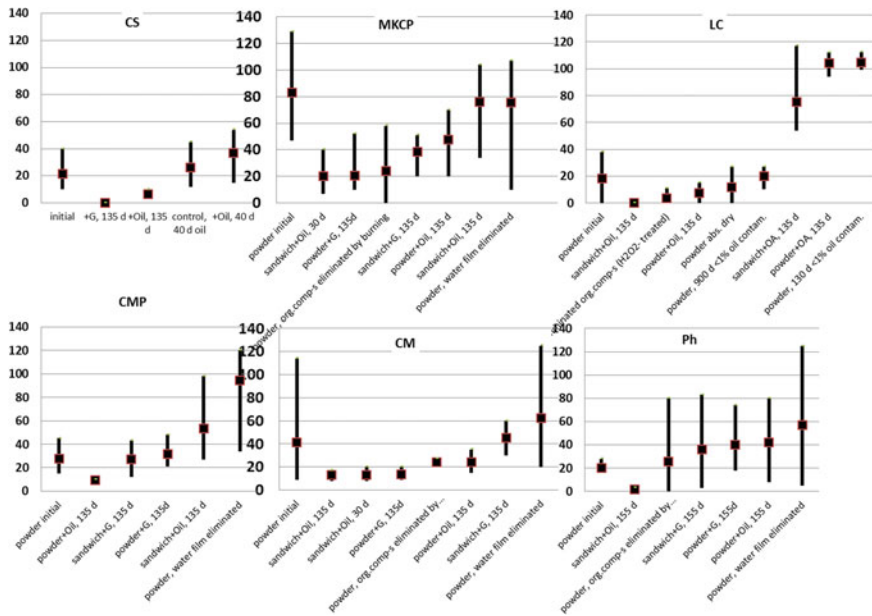 CS
140
120
100
80
60
40
20
0
initial
+G, 135 d
+Oil, 135 d
control, 40 d oil
+Oil, 40 d
MKCP
140
120
100
80
60
40
20
0
powder initial
sandwich+Oil, 30 d
powder+G, 135d
powder, org.comp-s eliminated by burning
sandwich+G, 135 d
powder+Oil, 135 d
sandwich+Oil, 135 d
powder, water film eliminated
LC
140
120
100
80
60
40
20
0
powder initial
sandwich+Oil, 135 d
minated org.comp-s (H2O2- treated)
powder+Oil, 135 d
powder abs. dry
powder, 900 d <1% oil contam.
sandwich+OA, 135 d
powder+OA, 135 d
powder, 130 d <1% oil contam.
CMP
140
120
100
80
60
40
20
0
powder initial
powder+Oil, 135 d
sandwich+G, 135 d
powder+G, 135d
sandwich+Oil, 135 d
powder, water film eliminated
CM
140
120
100
80
60
40
20
0
powder initial
sandwich+Oil, 135 d
sandwich+Oil, 30 d
powder+G, 135d
powder, org.comp-s eliminated by...
powder+Oil, 135 d
sandwich+G, 135 d
powder, water film eliminated
Ph
140
120
100
80
60
40
20
0
powder initial
sandwich+Oil, 155 d
powder, org.comp-s eliminated by...
sandwich+G, 155 d
powder+G, 155d
powder+Oil, 155 d
powder, water film eliminated